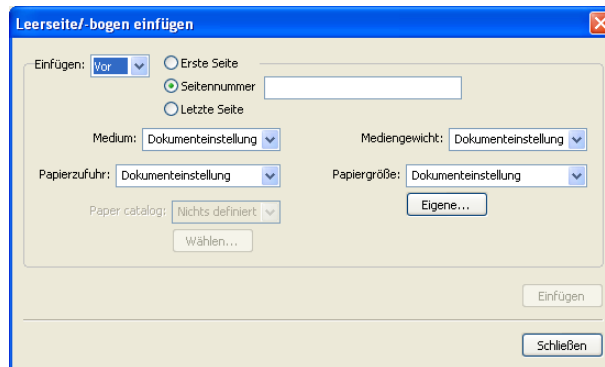 Leerseite/-bogen einfügen
Einfügen: Vor Erste Seite
Seitennummer
Letzte Seite
Medium: Dokumenteinstellung Mediengewicht: Dokumenteinstellung
Papierzufuhr: Dokumenteinstellung Papiergröße: Dokumenteinstellung
Paper catalog: Nichts definiert Eigene...
Wählen...
Einfügen
Schließen